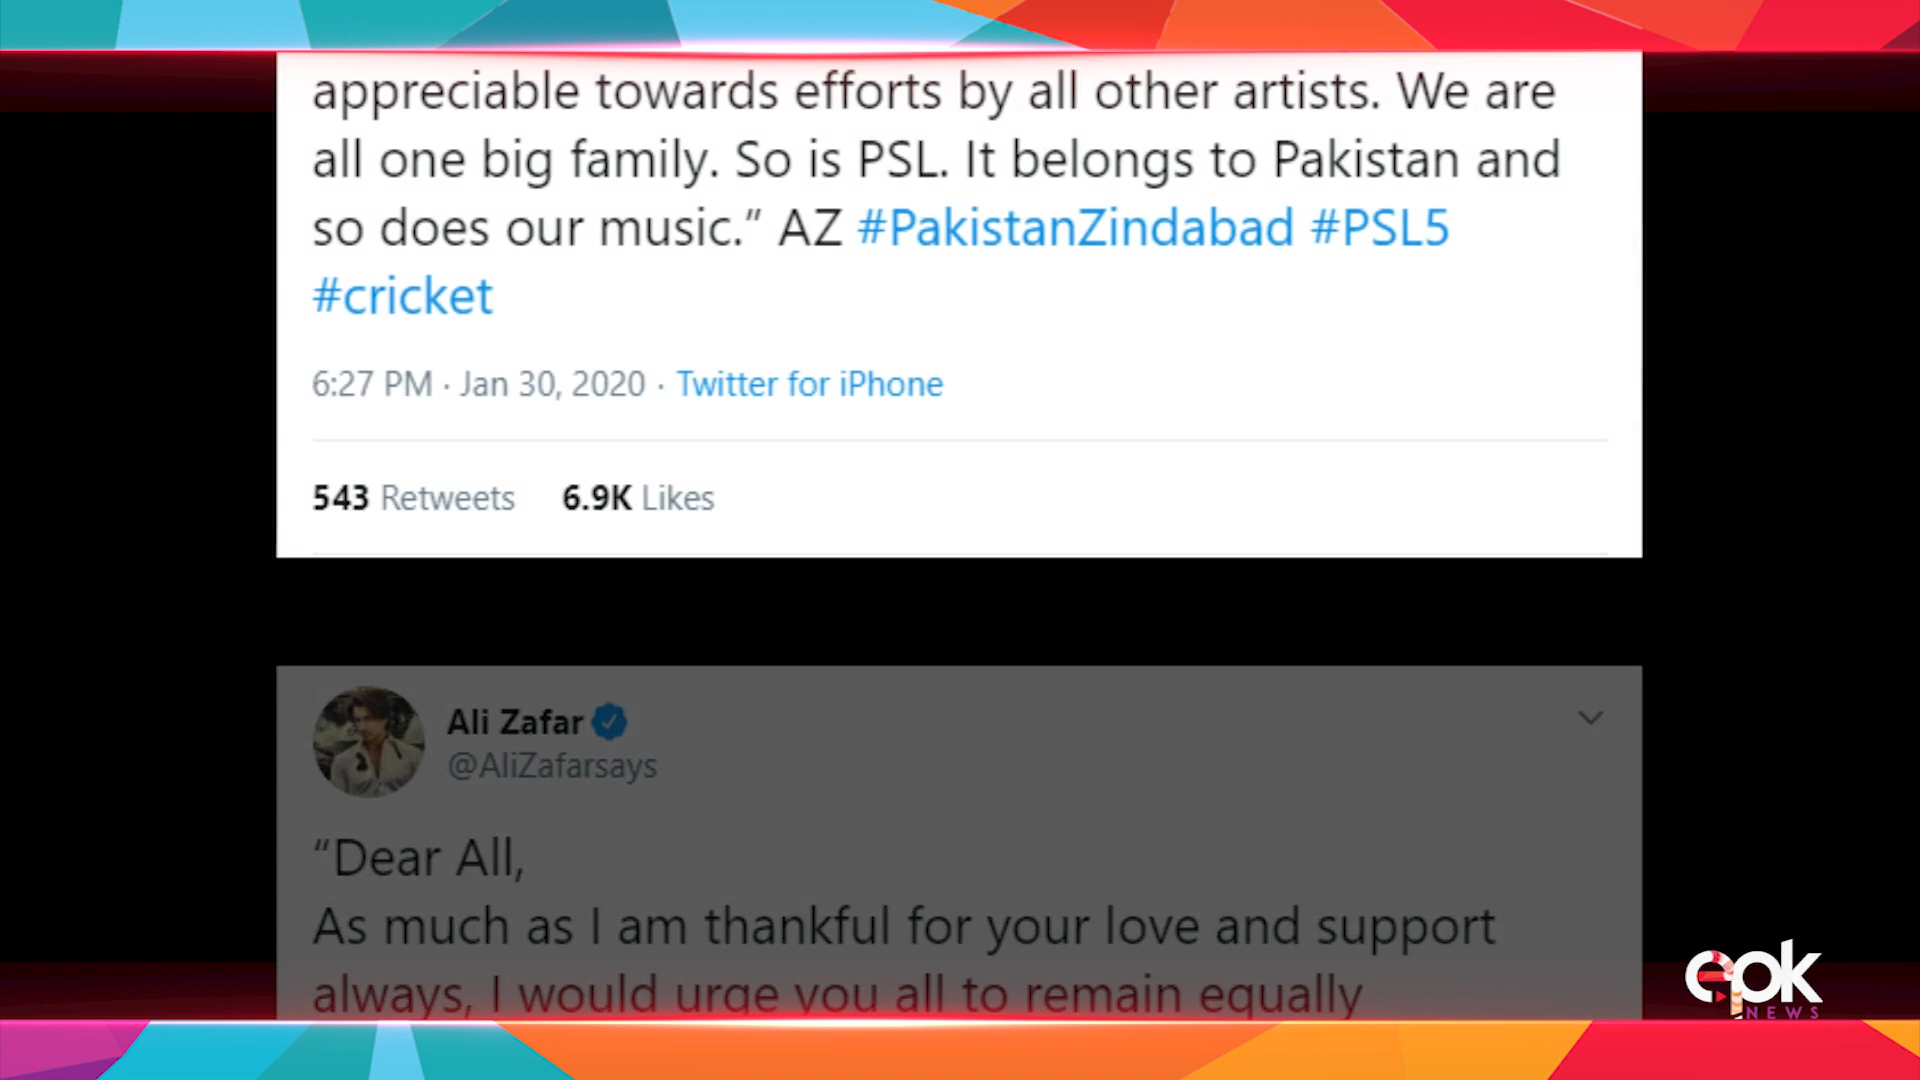 appreciable towards efforts by all other artists. We are
all one big family. So is PSL. It belongs to Pakistan and
so does our music.” AZ #PakistanZindabad #PSL5
#cricket
6:27 PM · Jan 30, 2020 · Twitter for iPhone
543 Retweets 6.9K Likes
Ali Zafar
@AliZafarsays
“Dear All,
As much as I am thankful for your love and support
always, I would urge you all to remain equally
epk
NEWS